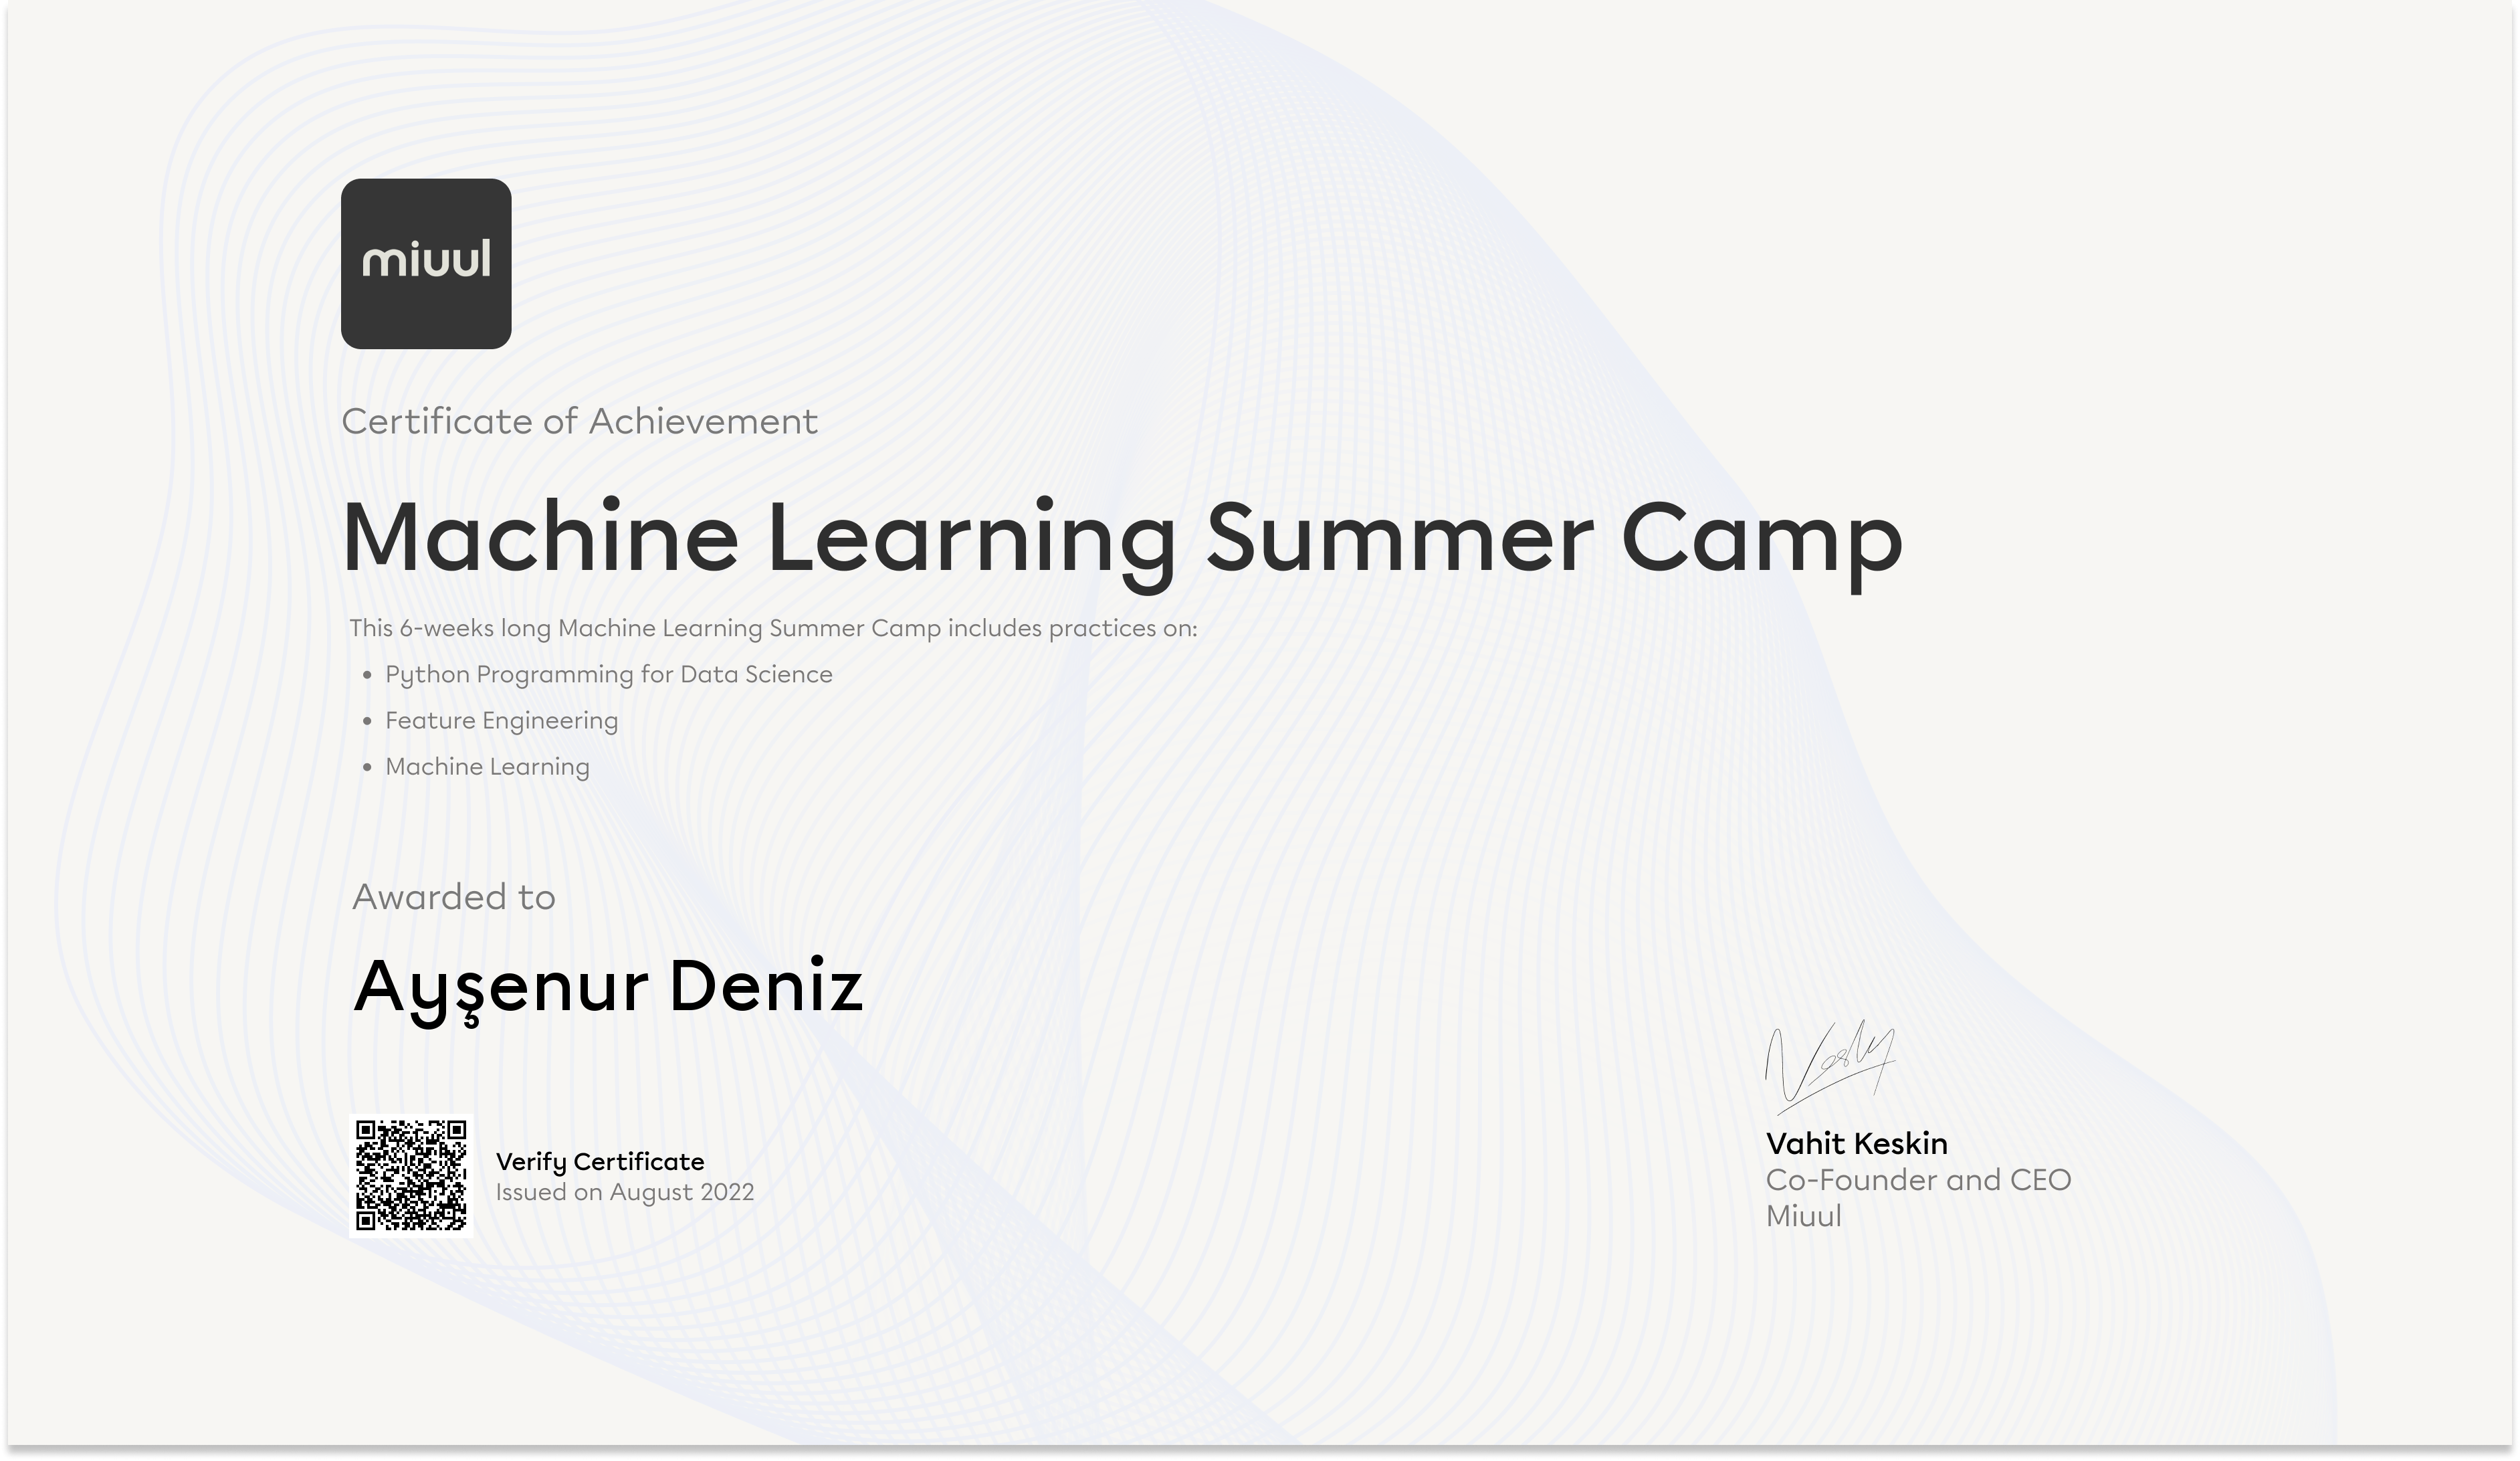 miuul
Certificate of Achievement
Machine Learning Summer Camp
This 6-weeks long Machine Learning Summer Camp includes practices on:
• Python Programming for Data Science
• Feature Engineering
• Machine Learning
Awarded to
Ayşenur Deniz
Verify Certificate
Issued on August 2022
Vahit Keskin
Co-Founder and CEO
Miuul